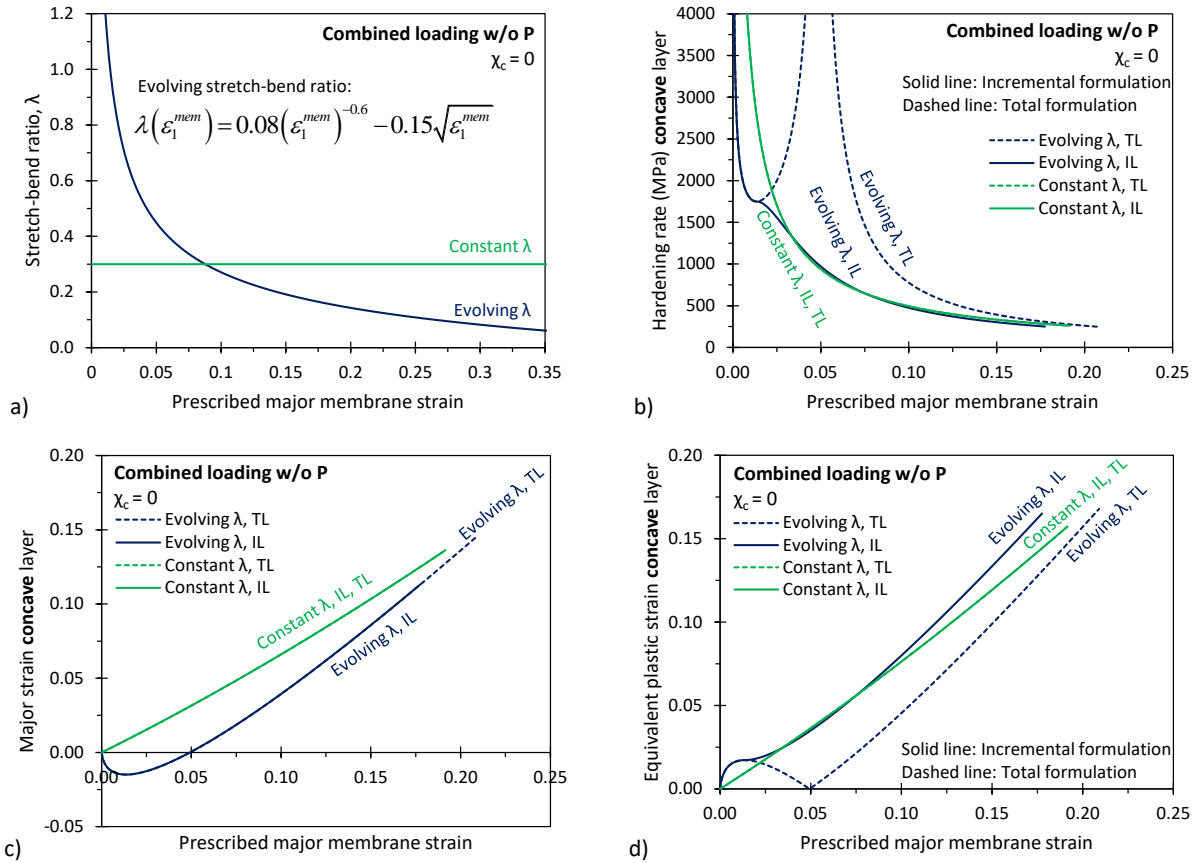 1.2
1.0
0.8
0.6
0.4
0.2
0.0
Stretch-bend ratio, λ
Combined loading w/o P
χc = 0
Evolving stretch-bend ratio:
λ(ε₁^mem) = 0.08(ε₁^mem)^−0.6 − 0.15√ε₁^mem
Constant λ
Evolving λ
0 0.05 0.1 0.15 0.2 0.25 0.3 0.35
Prescribed major membrane strain
a)
4000
3500
3000
2500
2000
1500
1000
500
0
Hardening rate (MPa) concave layer
Combined loading w/o P
χc = 0
Solid line: Incremental formulation
Dashed line: Total formulation
Evolving λ, TL
Evolving λ, IL
Constant λ, TL
Constant λ, IL
Constant λ, IL, TL
Evolving λ, IL
Evolving λ, TL
0.00 0.05 0.10 0.15 0.20 0.25
Prescribed major membrane strain
b)
0.20
0.15
0.10
0.05
0.00
-0.05
Major strain concave layer
Combined loading w/o P
χc = 0
Evolving λ, TL
Evolving λ, IL
Constant λ, TL
Constant λ, IL
Evolving λ, TL
Constant λ, IL, TL
Evolving λ, IL
0.00 0.05 0.10 0.15 0.20 0.25
Prescribed major membrane strain
c)
0.20
0.15
0.10
0.05
0.00
Equivalent plastic strain concave layer
Combined loading w/o P
χc = 0
Evolving λ, TL
Evolving λ, IL
Constant λ, TL
Constant λ, IL
Evolving λ, IL
Constant λ, IL, TL
Evolving λ, TL
Solid line: Incremental formulation
Dashed line: Total formulation
0.00 0.05 0.10 0.15 0.20 0.25
Prescribed major membrane strain
d)